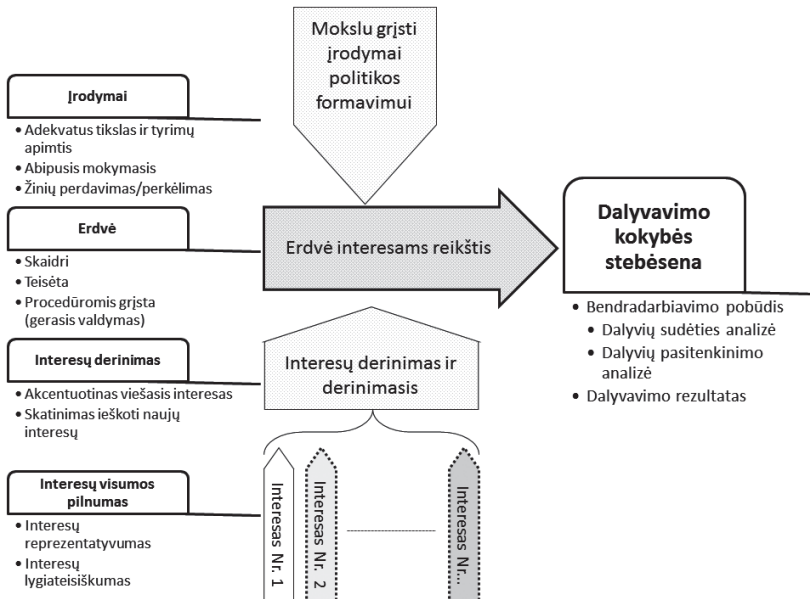 Mokslu grįsti
įrodymai
politikos
formavimui
Įrodymai
• Adekvatus tikslas ir tyrimų
apimtis
• Abipusis mokymasis
• Žinių perdavimas/perkėlimas
Erdvė
• Skaidri
• Teisėta
• Procedūromis grįsta
(gerasis valdymas)
Erdvė interesams reikštis
Dalyvavimo
kokybės
stebėsena
• Bendradarbiavimo pobūdis
• Dalyvių sudėties analizė
• Dalyvių pasitenkinimo
analizė
• Dalyvavimo rezultatas
Interesų derinimas
• Akcentuotinas viešasis interesas
• Skatinimas ieškoti naujų
interesų
Interesų derinimas ir
derinimasis
Interesų visumos
pilnumas
• Interesų
reprezentatyvumas
• Interesų
lygiateisiškumas
Interesas Nr. 1
Interesas Nr. 2
Interesas Nr...